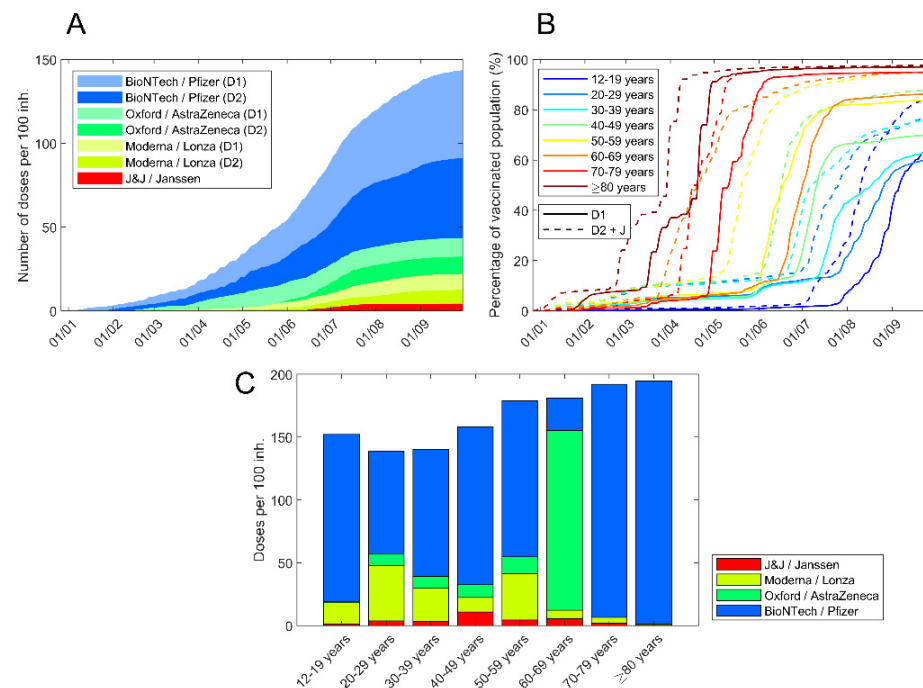 A
Number of doses per 100 inh.
150
100
50
0
BioNTech / Pfizer (D1)
BioNTech / Pfizer (D2)
Oxford / AstraZeneca (D1)
Oxford / AstraZeneca (D2)
Moderna / Lonza (D1)
Moderna / Lonza (D2)
J&J / Janssen
01/01
01/02
01/03
01/04
01/05
01/06
01/07
01/08
01/09
B
Percentage of vaccinated population (%)
100
80
60
40
20
0
12-19 years
20-29 years
30-39 years
40-49 years
50-59 years
60-69 years
70-79 years
≥80 years
D1
D2 + J
01/01
01/02
01/03
01/04
01/05
01/06
01/07
01/08
01/09
C
Doses per 100 inh.
200
150
100
50
0
12-19 years
20-29 years
30-39 years
40-49 years
50-59 years
60-69 years
70-79 years
≥80 years
J&J / Janssen
Moderna / Lonza
Oxford / AstraZeneca
BioNTech / Pfizer